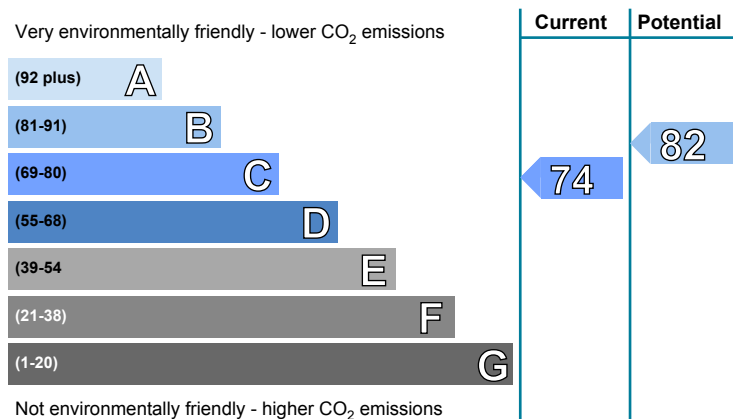 Very environmentally friendly - lower CO₂ emissions
Current
Potential
(92 plus) A
(81-91) B
(69-80) C
(55-68) D
(39-54 E
(21-38) F
(1-20) G
74
82
Not environmentally friendly - higher CO₂ emissions